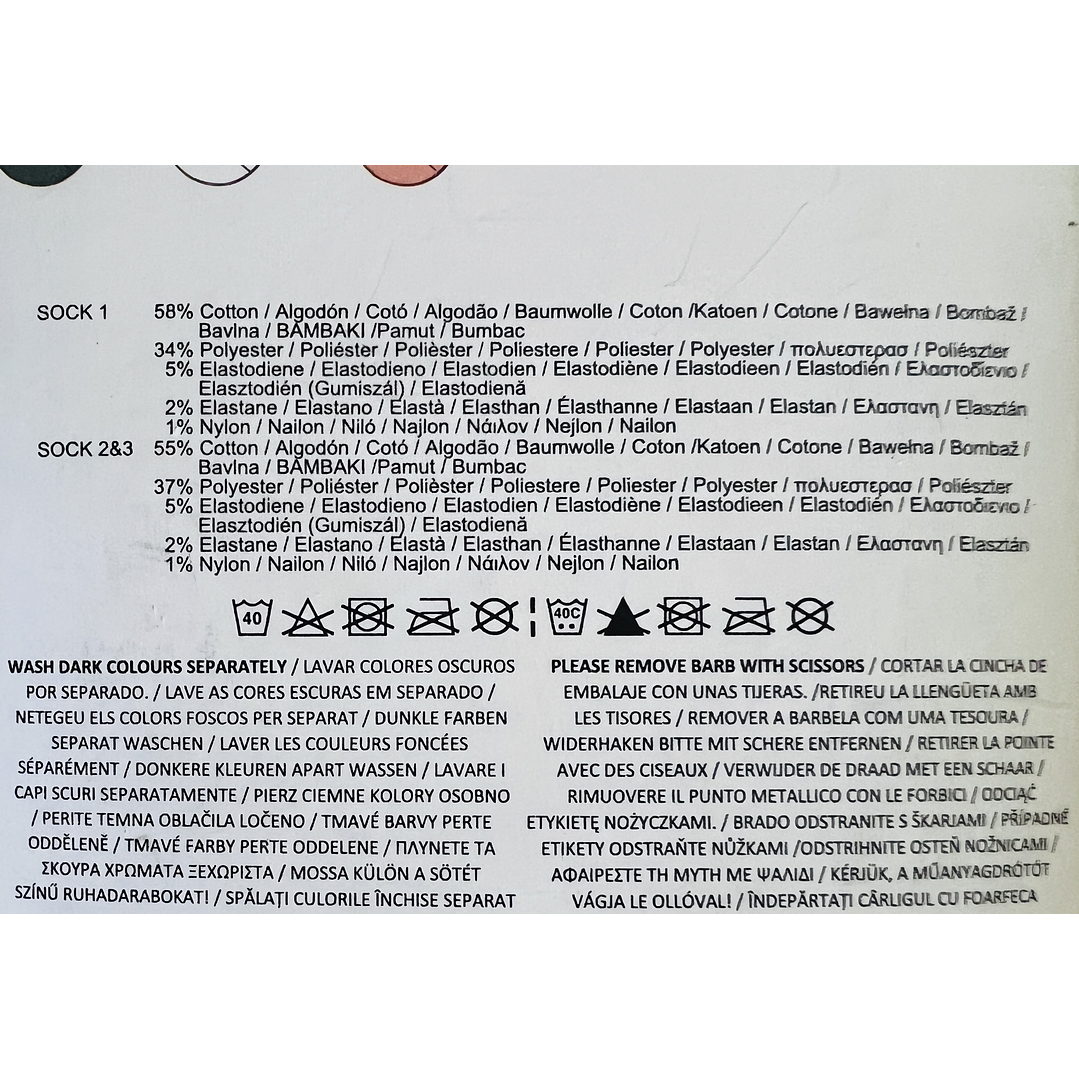 SOCK 1 58% Cotton / Algodón / Cotó / Algodão / Baumwolle / Coton /Katoen / Cotone / Bawełna / Bombaž /
Bavlna / BAMBAKI /Pamut / Bumbac
34% Polyester / Poliéster / Polièster / Poliestere / Poliester / Polyester / πολυεστερασ / Poliészter
5% Elastodiene / Elastodieno / Elastodien / Elastodiène / Elastodieen / Elastodién / Ελαστοδιενιο /
Elasztodién (Gumiszál) / Elastodienă
2% Elastane / Elastano / Elastà / Elasthan / Élasthanne / Elastaan / Elastan / Ελαστανη / Elasztán
1% Nylon / Nailon / Niló / Najlon / Νάιλον / Nejlon / Nailon
SOCK 2&3 55% Cotton / Algodón / Cotó / Algodão / Baumwolle / Coton /Katoen / Cotone / Bawełna / Bombaž /
Bavlna / BAMBAKI /Pamut / Bumbac
37% Polyester / Poliéster / Polièster / Poliestere / Poliester / Polyester / πολυεστερασ / Poliészter
5% Elastodiene / Elastodieno / Elastodien / Elastodiène / Elastodieen / Elastodién / Ελαστοδιενιο /
Elasztodién (Gumiszál) / Elastodienă
2% Elastane / Elastano / Elastà / Elasthan / Élasthanne / Elastaan / Elastan / Ελαστανη / Elasztán
1% Nylon / Nailon / Niló / Najlon / Νάιλον / Nejlon / Nailon
40 40C
WASH DARK COLOURS SEPARATELY / LAVAR COLORES OSCUROS
POR SEPARADO. / LAVE AS CORES ESCURAS EM SEPARADO /
NETEGEU ELS COLORS FOSCOS PER SEPARAT / DUNKLE FARBEN
SEPARAT WASCHEN / LAVER LES COULEURS FONCÉES
SÉPARÉMENT / DONKERE KLEUREN APART WASSEN / LAVARE I
CAPI SCURI SEPARATAMENTE / PIERZ CIEMNE KOLORY OSOBNO
/ PERITE TEMNA OBLAČILA LOČENO / TMAVÉ BARVY PERTE
ODDĚLENĚ / TMAVÉ FARBY PERTE ODDELENE / ΠΛΥΝΕΤΕ ΤΑ
ΣΚΟΥΡΑ ΧΡΩΜΑΤΑ ΞΕΧΩΡΙΣΤΑ / MOSSA KÜLÖN A SÖTÉT
SZÍNŰ RUHADARABOKAT! / SPĂLAȚI CULORILE ÎNCHISE SEPARAT
PLEASE REMOVE BARB WITH SCISSORS / CORTAR LA CINCHA DE
EMBALAJE CON UNAS TIJERAS. /RETIREU LA LLENGÜETA AMB
LES TISORES / REMOVER A BARBELA COM UMA TESOURA /
WIDERHAKEN BITTE MIT SCHERE ENTFERNEN / RETIRER LA POINTE
AVEC DES CISEAUX / VERWIJDER DE DRAAD MET EEN SCHAAR /
RIMUOVERE IL PUNTO METALLICO CON LE FORBICI / ODCIĄĆ
ETYKIETĘ NOŻYCZKAMI. / BRADO ODSTRANITE S ŠKARJAMI / PŘÍPADNÉ
ETIKETY ODSTRAŇTE NŮŽKAMI /ODSTRIHNITE OSTEŇ NOŽNICAMI /
ΑΦΑΙΡΕΣΤΕ ΤΗ ΜΥΤΗ ΜΕ ΨΑΛΙΔΙ / KÉRJÜK, A MŰANYAGDRÓTÓT
VÁGJA LE OLLÓVAL! / ÎNDEPĂRTAȚI CÂRLIGUL CU FOARFECA